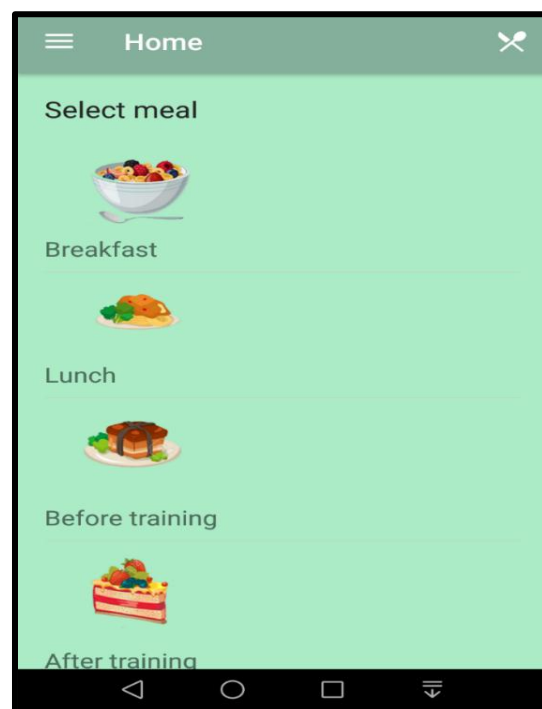 Home
Select meal
Breakfast
Lunch
Before training
After training